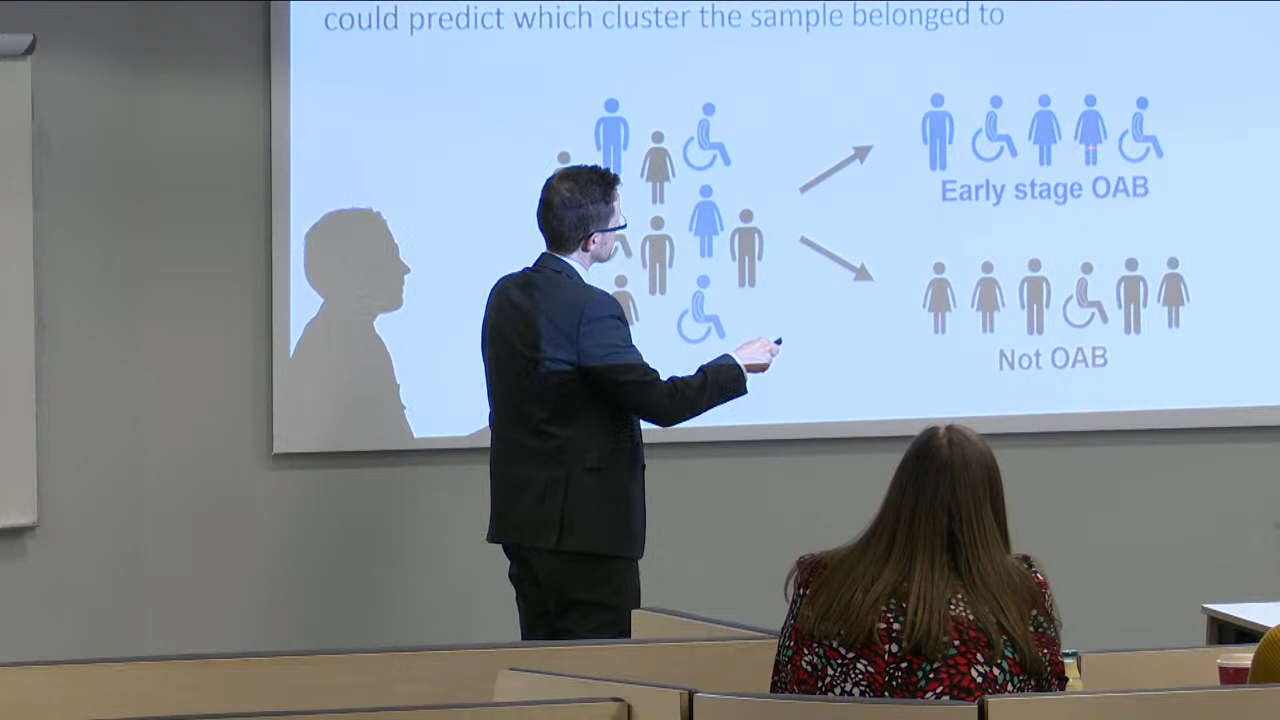 could predict which cluster the sample belonged to
Early stage OAB
Not OAB